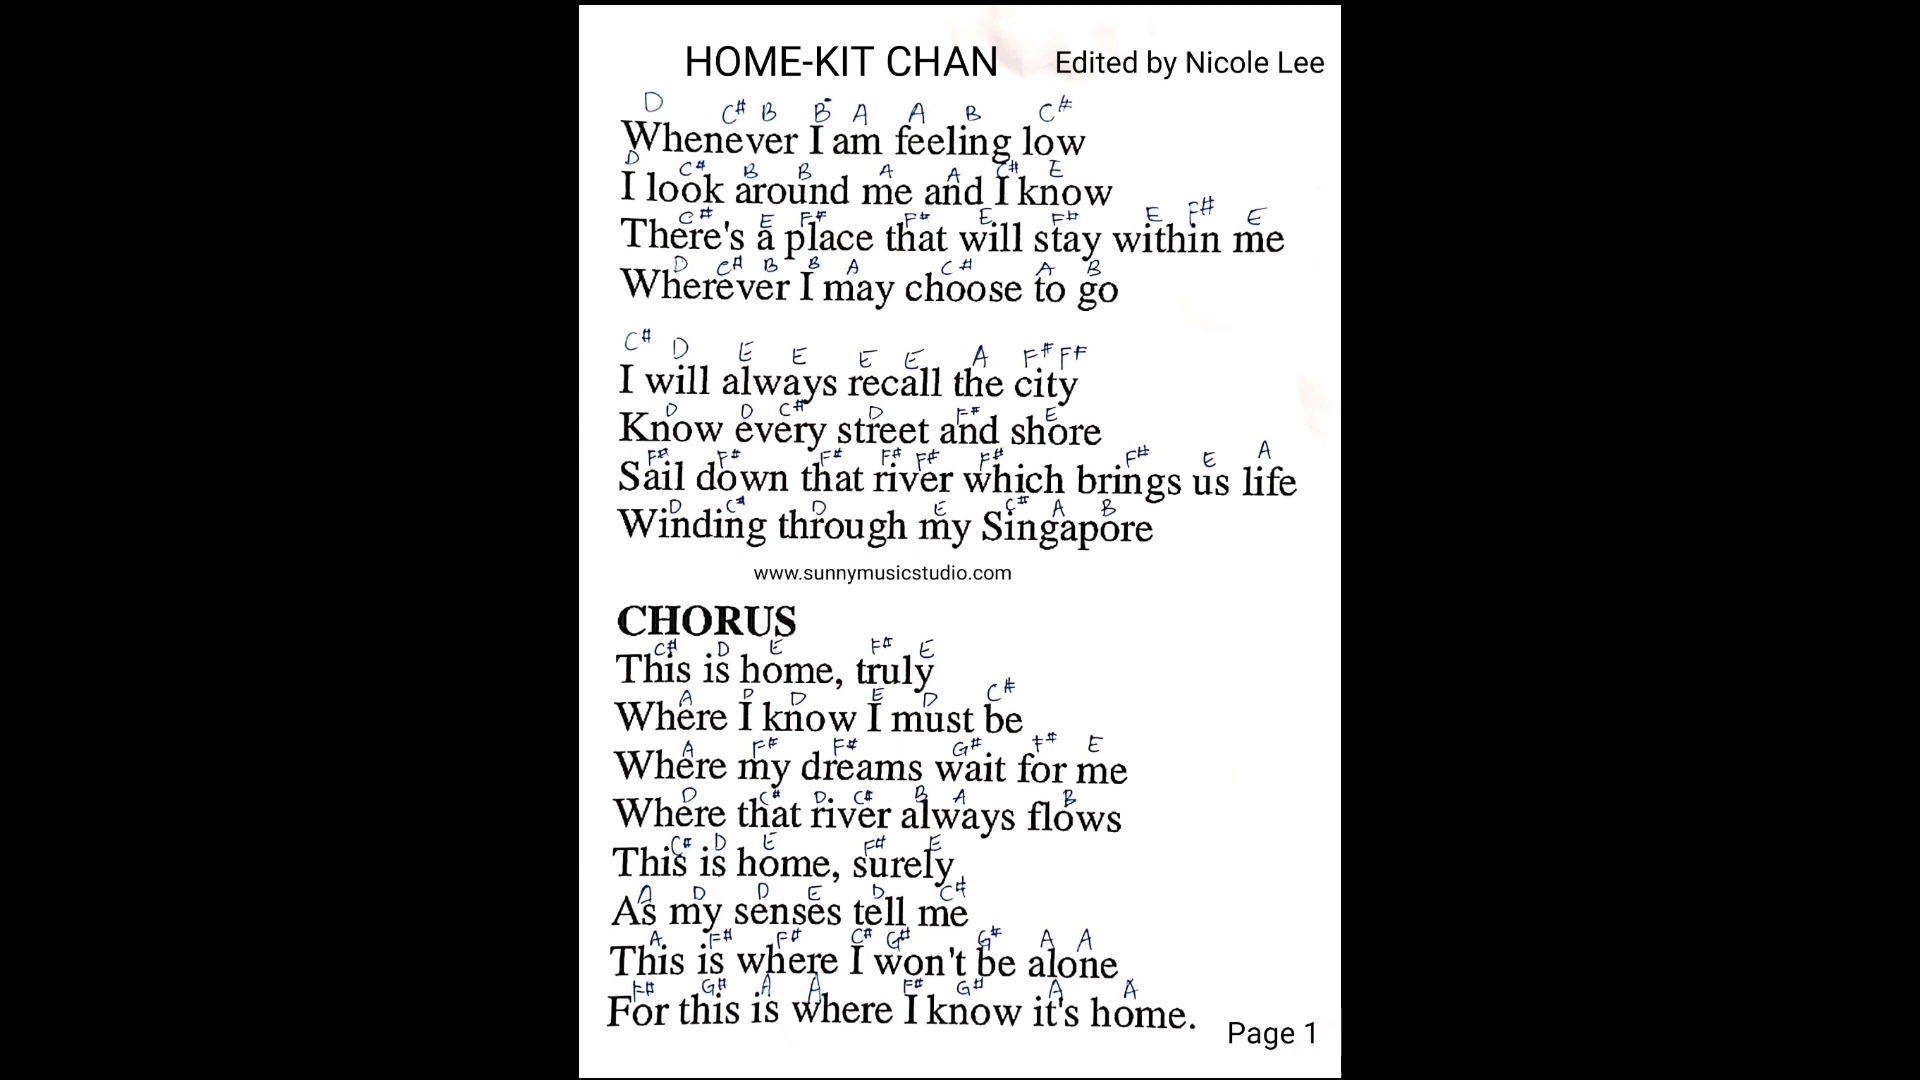 HOME-KIT CHAN Edited by Nicole Lee
D C# B B A A B C#
Whenever I am feeling low
D C# B B A A C# E
I look around me and I know
C# E F# F# E F# E F# E
There's a place that will stay within me
D C# B B A C# A B
Wherever I may choose to go
C# D E E E E A F# F#
I will always recall the city
D D C# D F# E
Know every street and shore
F# F# F# F# F# F# F# E A
Sail down that river which brings us life
D C# D E C# A B
Winding through my Singapore
www.sunnymusicstudio.com
CHORUS
C# D E F# E
This is home, truly
A D D E D C#
Where I know I must be
A F# F# G# F# E
Where my dreams wait for me
D C# D C# B A B
Where that river always flows
C# D E F# E
This is home, surely
A D D E D C#
As my senses tell me
A F# F# C# G# G# A A
This is where I won't be alone
F# G# A A F# G# A A
For this is where I know it's home.
Page 1